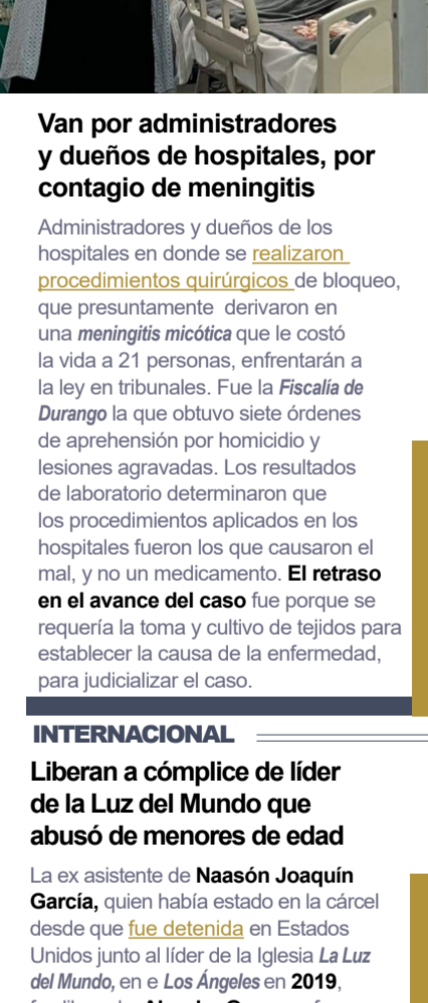 Van por administradores
y dueños de hospitales, por
contagio de meningitis
Administradores y dueños de los
hospitales en donde se realizaron
procedimientos quirúrgicos de bloqueo,
que presuntamente derivaron en
una meningitis micótica que le costó
la vida a 21 personas, enfrentarán a
la ley en tribunales. Fue la Fiscalía de
Durango la que obtuvo siete órdenes
de aprehensión por homicidio y
lesiones agravadas. Los resultados
de laboratorio determinaron que
los procedimientos aplicados en los
hospitales fueron los que causaron el
mal, y no un medicamento. El retraso
en el avance del caso fue porque se
requería la toma y cultivo de tejidos para
establecer la causa de la enfermedad,
para judicializar el caso.
INTERNACIONAL
Liberan a cómplice de líder
de la Luz del Mundo que
abusó de menores de edad
La ex asistente de Naasón Joaquín
García, quien había estado en la cárcel
desde que fue detenida en Estados
Unidos junto al líder de la Iglesia La Luz
del Mundo, en e Los Ángeles en 2019,